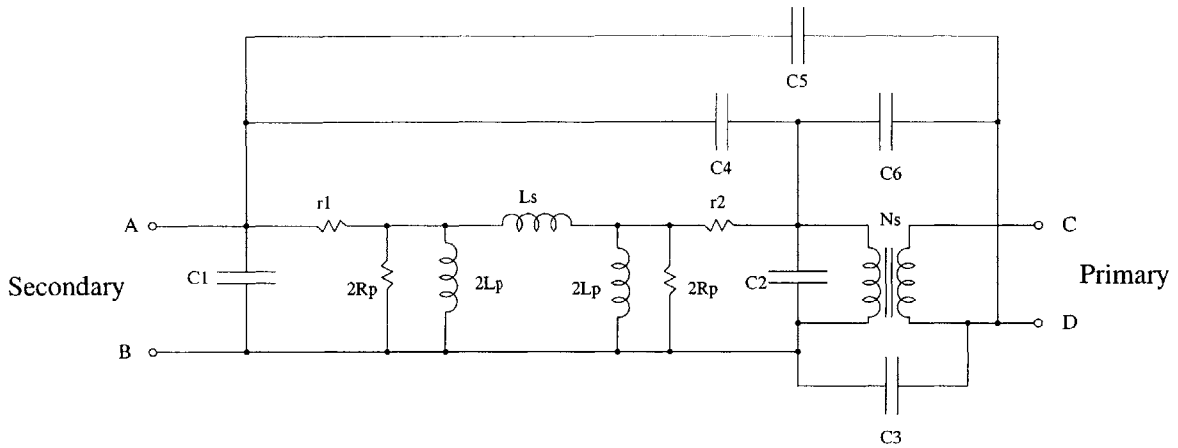 C5
C4
C6
Ls
r1
r2
Ns
A
C
C1
2Rp
2Lp
2Lp
2Rp
C2
Secondary
Primary
B
D
C3